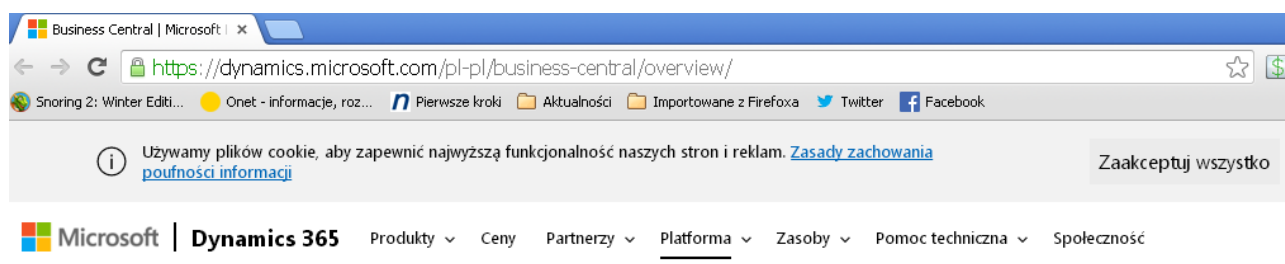 Business Central | Microsoft |
https://dynamics.microsoft.com/pl-pl/business-central/overview/
Snoring 2: Winter Editi... Onet - informacje, roz... Pierwsze kroki Aktualności Importowane z Firefoxa Twitter Facebook
Używamy plików cookie, aby zapewnić najwyższą funkcjonalność naszych stron i reklam. Zasady zachowania
poufności informacji
Zaakceptuj wszystko
Microsoft | Dynamics 365 Produkty Ceny Partnerzy Platforma Zasoby Pomoc techniczna Społeczność